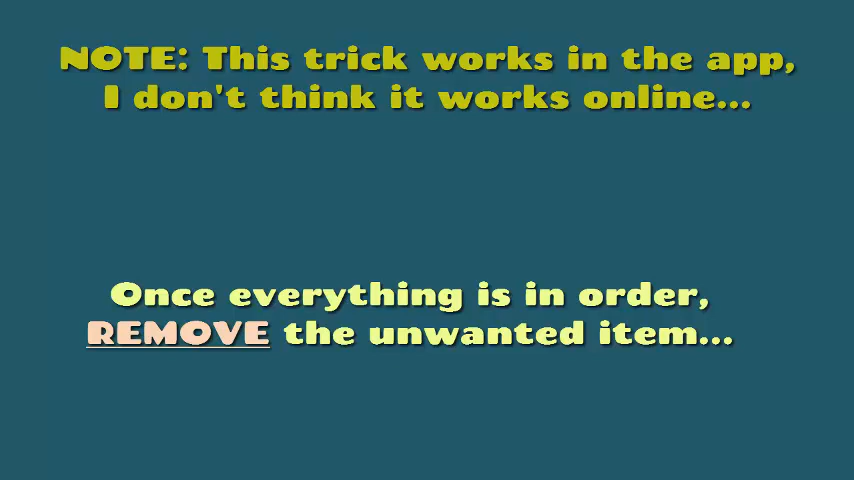 NOTE: This trick works in the app,
I don't think it works online...
Once everything is in order,
REMOVE the unwanted item...